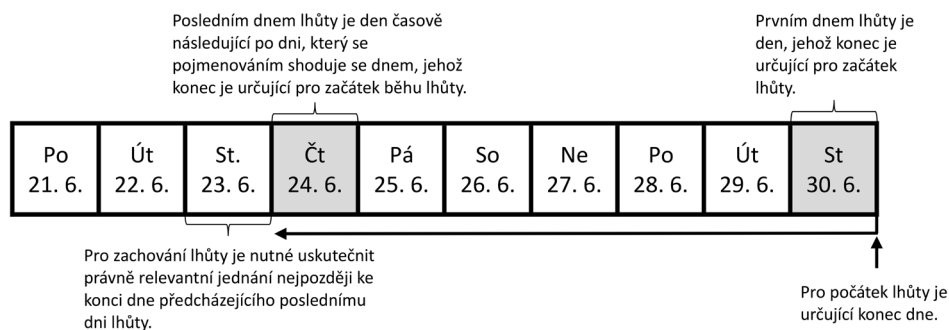 Posledním dnem lhůty je den časově
následující po dni, který se
pojmenováním shoduje se dnem, jehož
konec je určující pro začátek běhu lhůty.
Prvním dnem lhůty je
den, jehož konec je
určující pro začátek
lhůty.
Po Út St. Čt Pá So Ne Po Út St
21. 6. 22. 6. 23. 6. 24. 6. 25. 6. 26. 6. 27. 6. 28. 6. 29. 6. 30. 6.
Pro zachování lhůty je nutné uskutečnit
právně relevantní jednání nejpozději ke
konci dne předcházejícího poslednímu
dni lhůty.
Pro počátek lhůty je
určující konec dne.